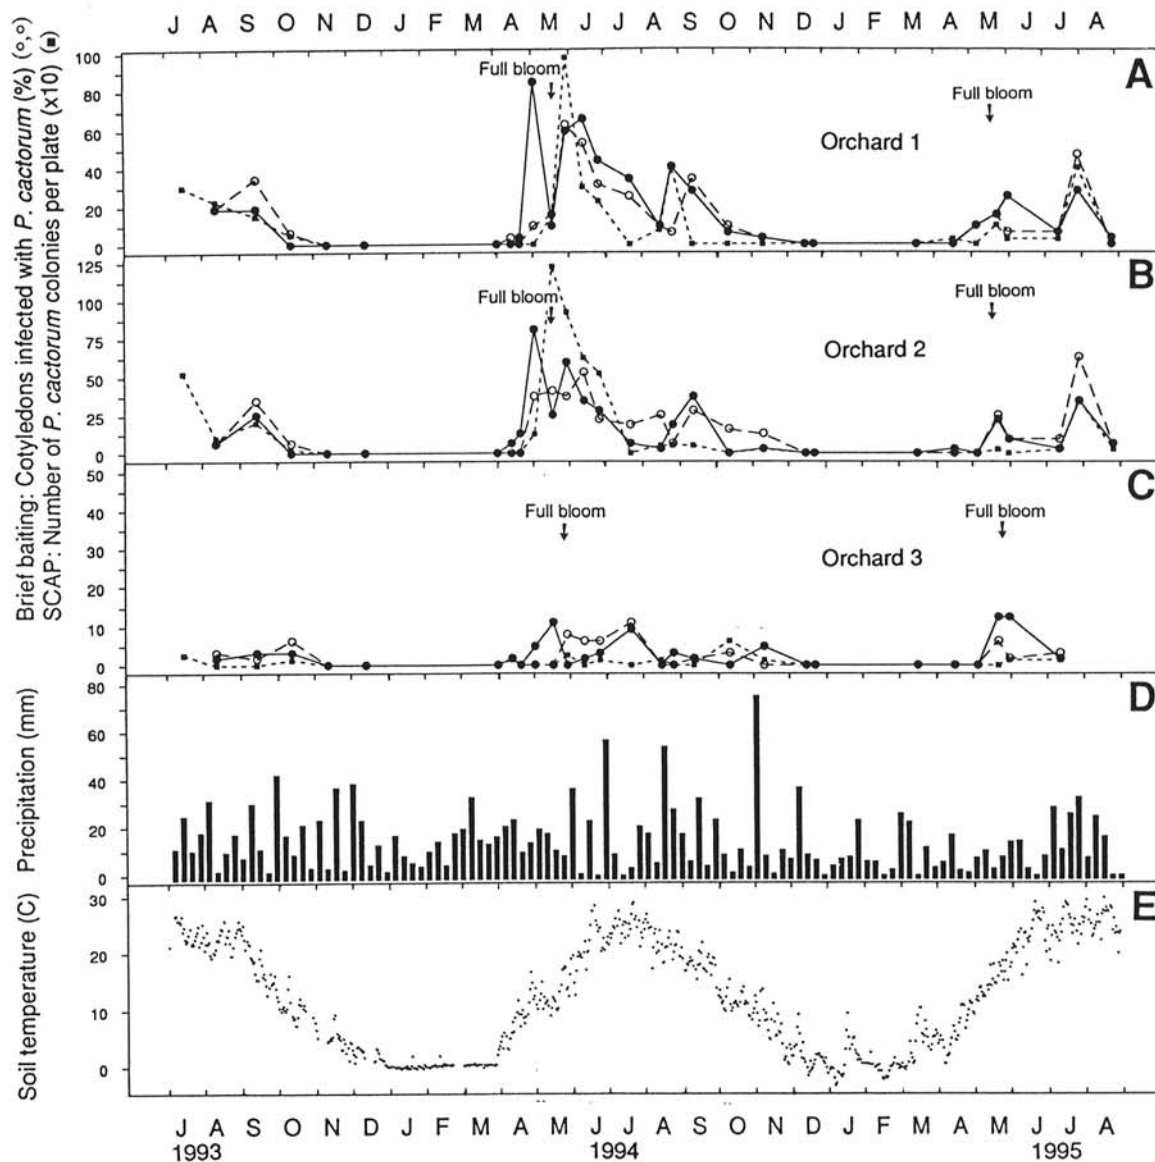 J A S O N D J F M A M J J A S O N D J F M A M J J A
Brief baiting: Cotyledons infected with P. cactorum (%) (○,●)
SCAP: Number of P. cactorum colonies per plate (x10) (■)
100
80
60
40
20
0
Full bloom
Full bloom
Orchard 1
A
125
100
75
50
25
0
Full bloom
Full bloom
Orchard 2
B
50
40
30
20
10
0
Full bloom
Full bloom
Orchard 3
C
Precipitation (mm)
80
60
40
20
0
D
Soil temperature (C)
30
20
10
0
E
J A S O N D J F M A M J J A S O N D J F M A M J J A
1993 1994 1995